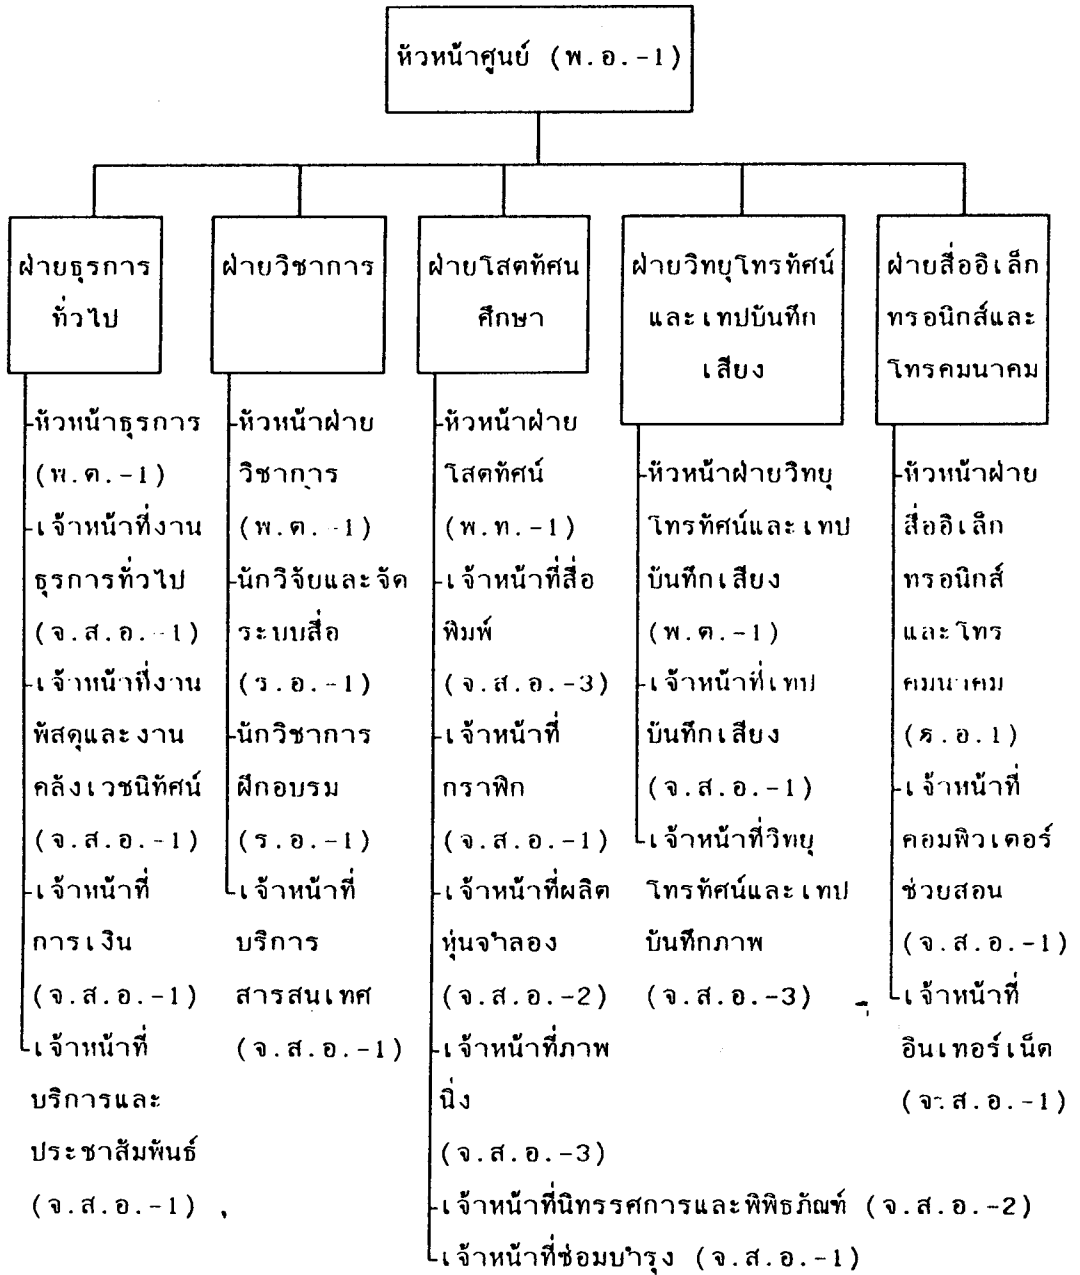 หัวหน้าศูนย์ (พ.อ.-1)
ฝ่ายธุรการ
ทั่วไป
หัวหน้าธุรการ
(พ.ต.-1)
เจ้าหน้าที่งาน
ธุรการทั่วไป
(จ.ส.อ.-1)
เจ้าหน้าที่งาน
พัสดุและงาน
คลังเวชนิทัศน์
(จ.ส.อ.-1)
เจ้าหน้าที่
การเงิน
(จ.ส.อ.-1)
เจ้าหน้าที่
บริการและ
ประชาสัมพันธ์
(จ.ส.อ.-1)
ฝ่ายวิชาการ
หัวหน้าฝ่าย
วิชาการ
(พ.ต.-1)
นักวิจัยและจัด
ระบบสื่อ
(ร.อ.-1)
นักวิชาการ
ฝึกอบรม
(ร.อ.-1)
เจ้าหน้าที่
บริการ
สารสนเทศ
(จ.ส.อ.-1)
ฝ่ายโสตทัศน
ศึกษา
หัวหน้าฝ่าย
โสตทัศน์
(พ.ท.-1)
เจ้าหน้าที่สื่อ
พิมพ์
(จ.ส.อ.-3)
เจ้าหน้าที่
กราฟิก
(จ.ส.อ.-1)
เจ้าหน้าที่ผลิต
หุ่นจำลอง
(จ.ส.อ.-2)
เจ้าหน้าที่ภาพ
นิ่ง
(จ.ส.อ.-3)
เจ้าหน้าที่นิทรรศการและพิพิธภัณฑ์ (จ.ส.อ.-2)
เจ้าหน้าที่ซ่อมบำรุง (จ.ส.อ.-1)
ฝ่ายวิทยุโทรทัศน์
และเทปบันทึก
เสียง
หัวหน้าฝ่ายวิทยุ
โทรทัศน์และเทป
บันทึกเสียง
(พ.ต.-1)
เจ้าหน้าที่เทป
บันทึกเสียง
(จ.ส.อ.-1)
เจ้าหน้าที่วิทยุ
โทรทัศน์และเทป
บันทึกภาพ
(จ.ส.อ.-3)
ฝ่ายสื่ออิเล็ก
ทรอนิกส์และ
โทรคมนาคม
หัวหน้าฝ่าย
สื่ออิเล็ก
ทรอนิกส์
และโทร
คมนาคม
เจ้าหน้าที่
คอมพิวเตอร์
ช่วยสอน
(จ.ส.อ.-1)
เจ้าหน้าที่
อินเทอร์เน็ต
(จ.ส.อ.-1)